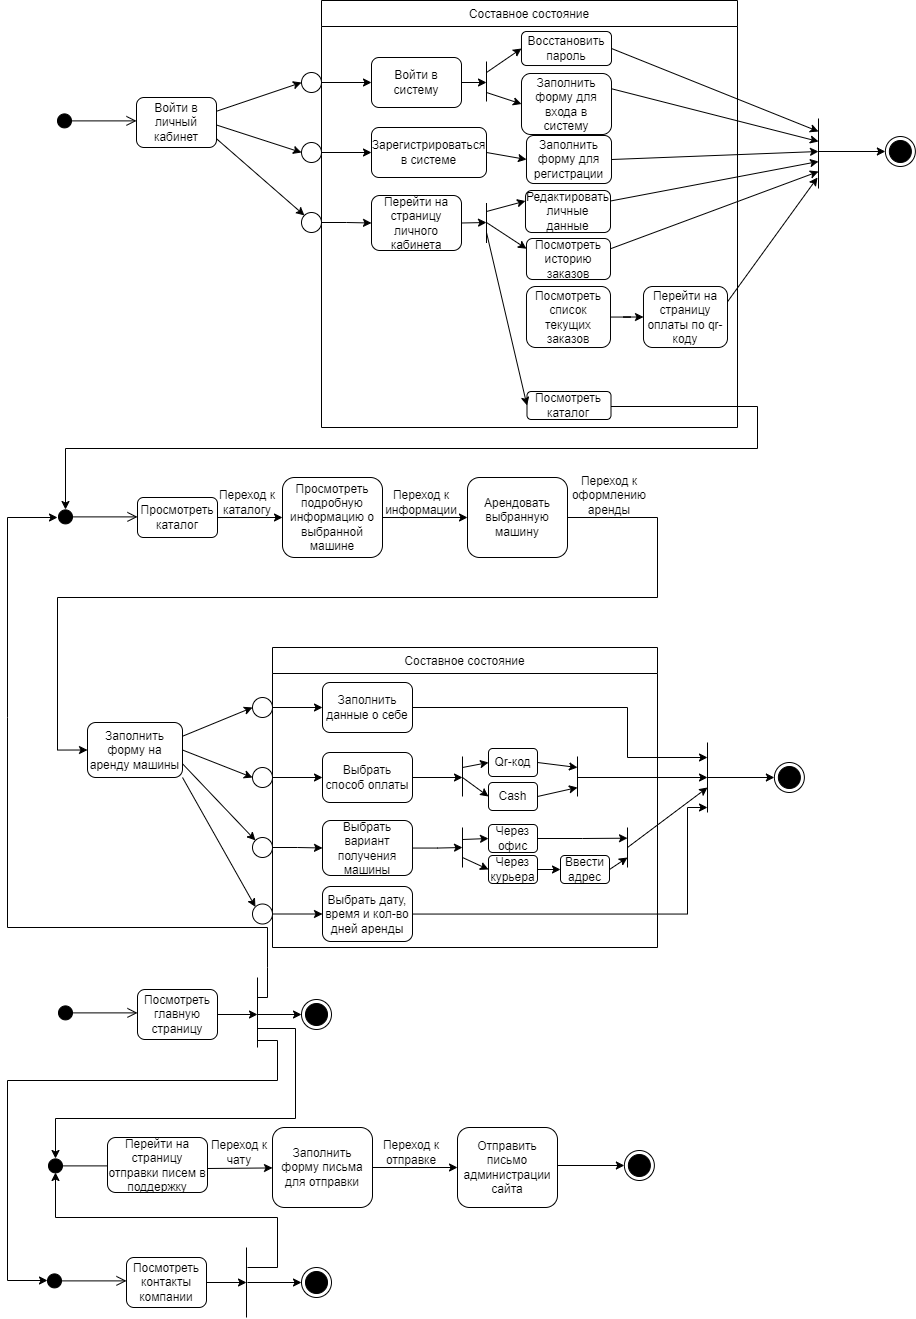 Составное состояние
Войти в
личный
кабинет
Войти в
систему
Восстановить
пароль
Заполнить
форму для
входа в
систему
Зарегистрироваться
в системе
Заполнить
форму для
регистрации
Перейти на
страницу
личного
кабинета
Редактировать
личные
данные
Посмотреть
историю
заказов
Посмотреть
список
текущих
заказов
Перейти на
страницу
оплаты по qr-
коду
Посмотреть
каталог
Просмотреть
каталог
Переход к
каталогу
Просмотреть
подробную
информацию о
выбранной
машине
Переход к
информации
Арендовать
выбранную
машину
Переход к
оформлению
аренды
Составное состояние
Заполнить
форму на
аренду машины
Заполнить
данные о себе
Выбрать
способ оплаты
Qr-код
Cash
Выбрать
вариант
получения
машины
Через
офис
Через
курьера
Ввести
адрес
Выбрать дату,
время и кол-во
дней аренды
Посмотреть
главную
страницу
Перейти на
страницу
отправки писем в
поддержку
Переход к
чату
Заполнить
форму письма
для отправки
Переход к
отправке
Отправить
письмо
администрации
сайта
Посмотреть
контакты
компании